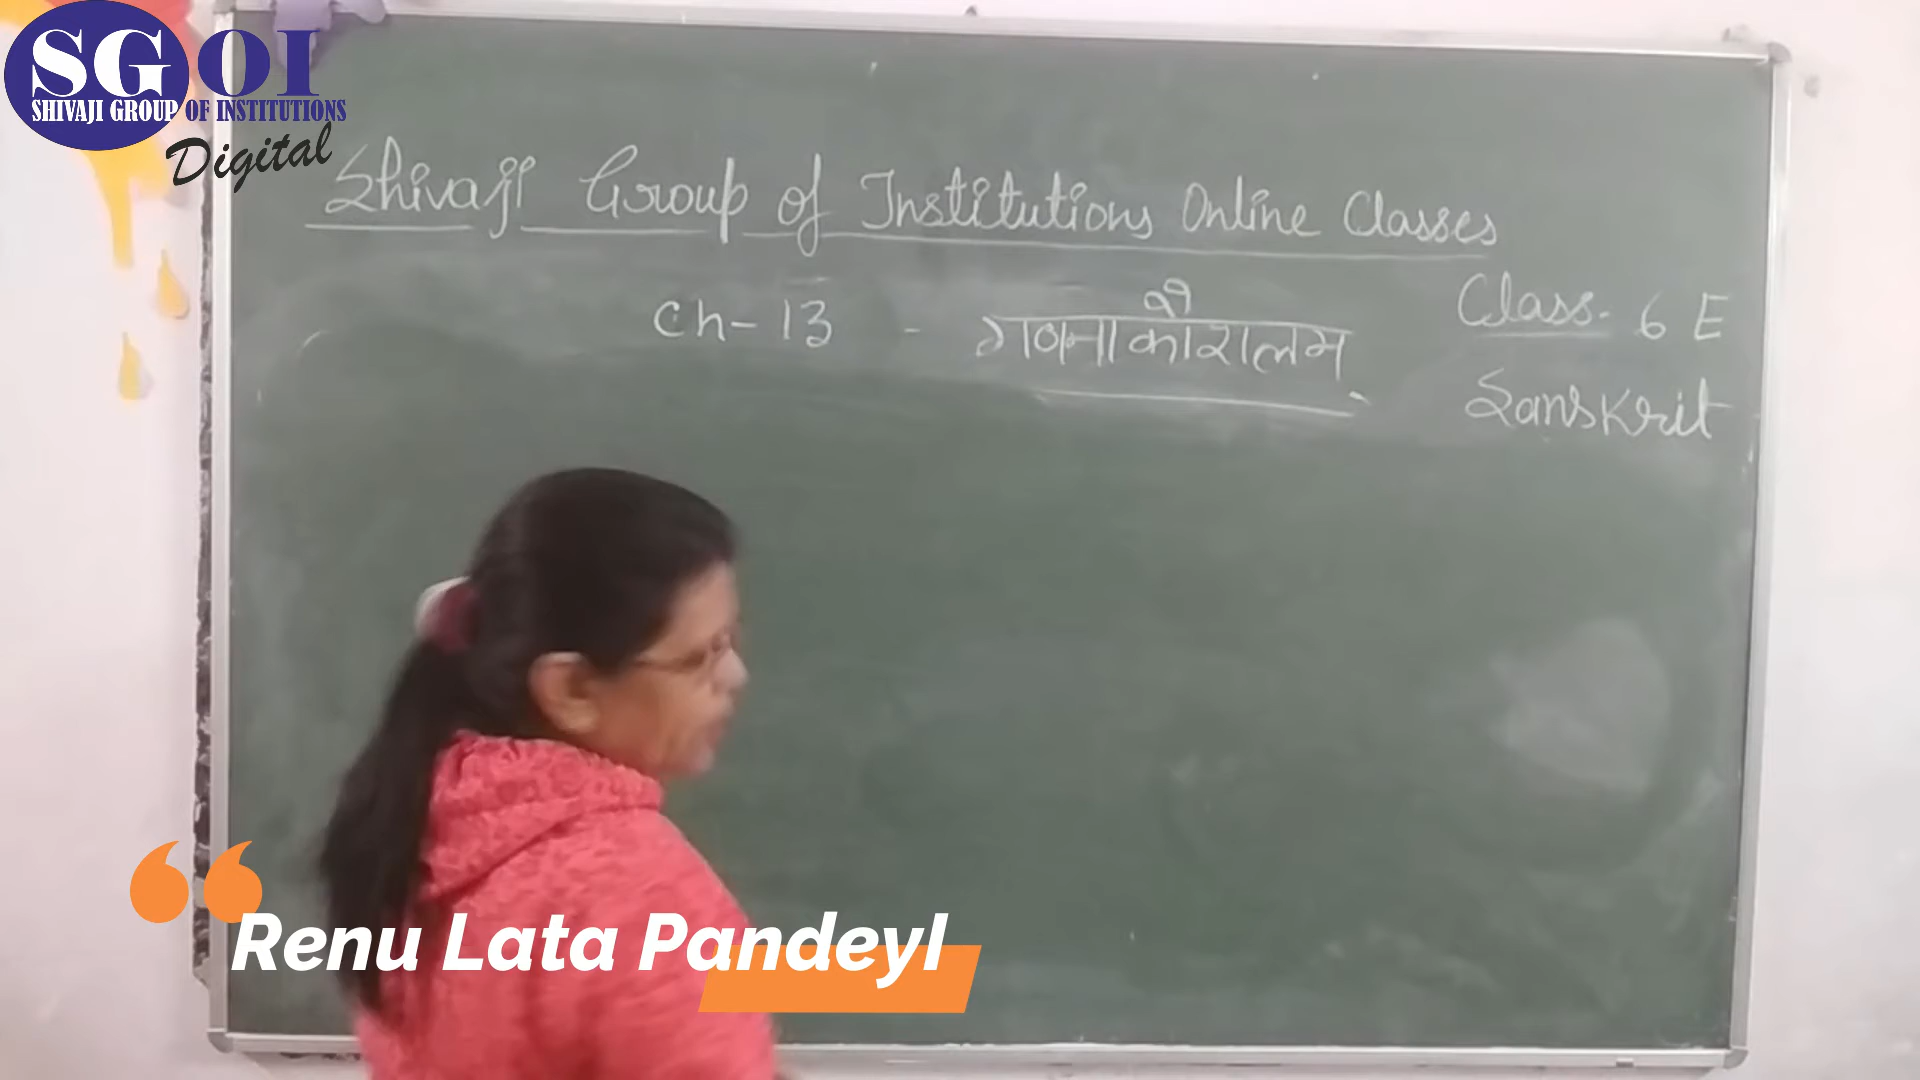 SGOI
SHIVAJI GROUP OF INSTITUTIONS
Digital
Shivaji Group of Institutions Online Classes
Ch-13 - गणनाकौशलम्
Class- 6 E
Sanskrit
Renu Lata PandeyI